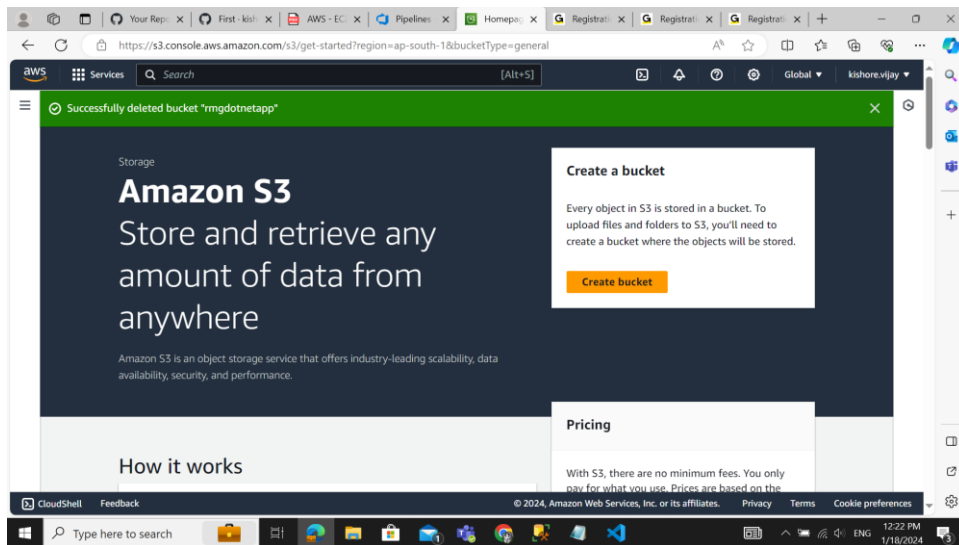 Your Repo
First · kish
AWS - EC
Pipelines
Homepag
Registrati
Registrati
Registrati
https://s3.console.aws.amazon.com/s3/get-started?region=ap-south-1&bucketType=general
aws
Services
Search
[Alt+S]
Global
kishore.vijay
Successfully deleted bucket "rmgdotnetapp"
Storage
Amazon S3
Store and retrieve any
amount of data from
anywhere
Amazon S3 is an object storage service that offers industry-leading scalability, data
availability, security, and performance.
Create a bucket
Every object in S3 is stored in a bucket. To
upload files and folders to S3, you'll need to
create a bucket where the objects will be stored.
Create bucket
Pricing
With S3, there are no minimum fees. You only
pay for what you use. Prices are based on the
How it works
CloudShell Feedback
© 2024, Amazon Web Services, Inc. or its affiliates. Privacy Terms Cookie preferences
Type here to search
ENG
12:22 PM
1/18/2024